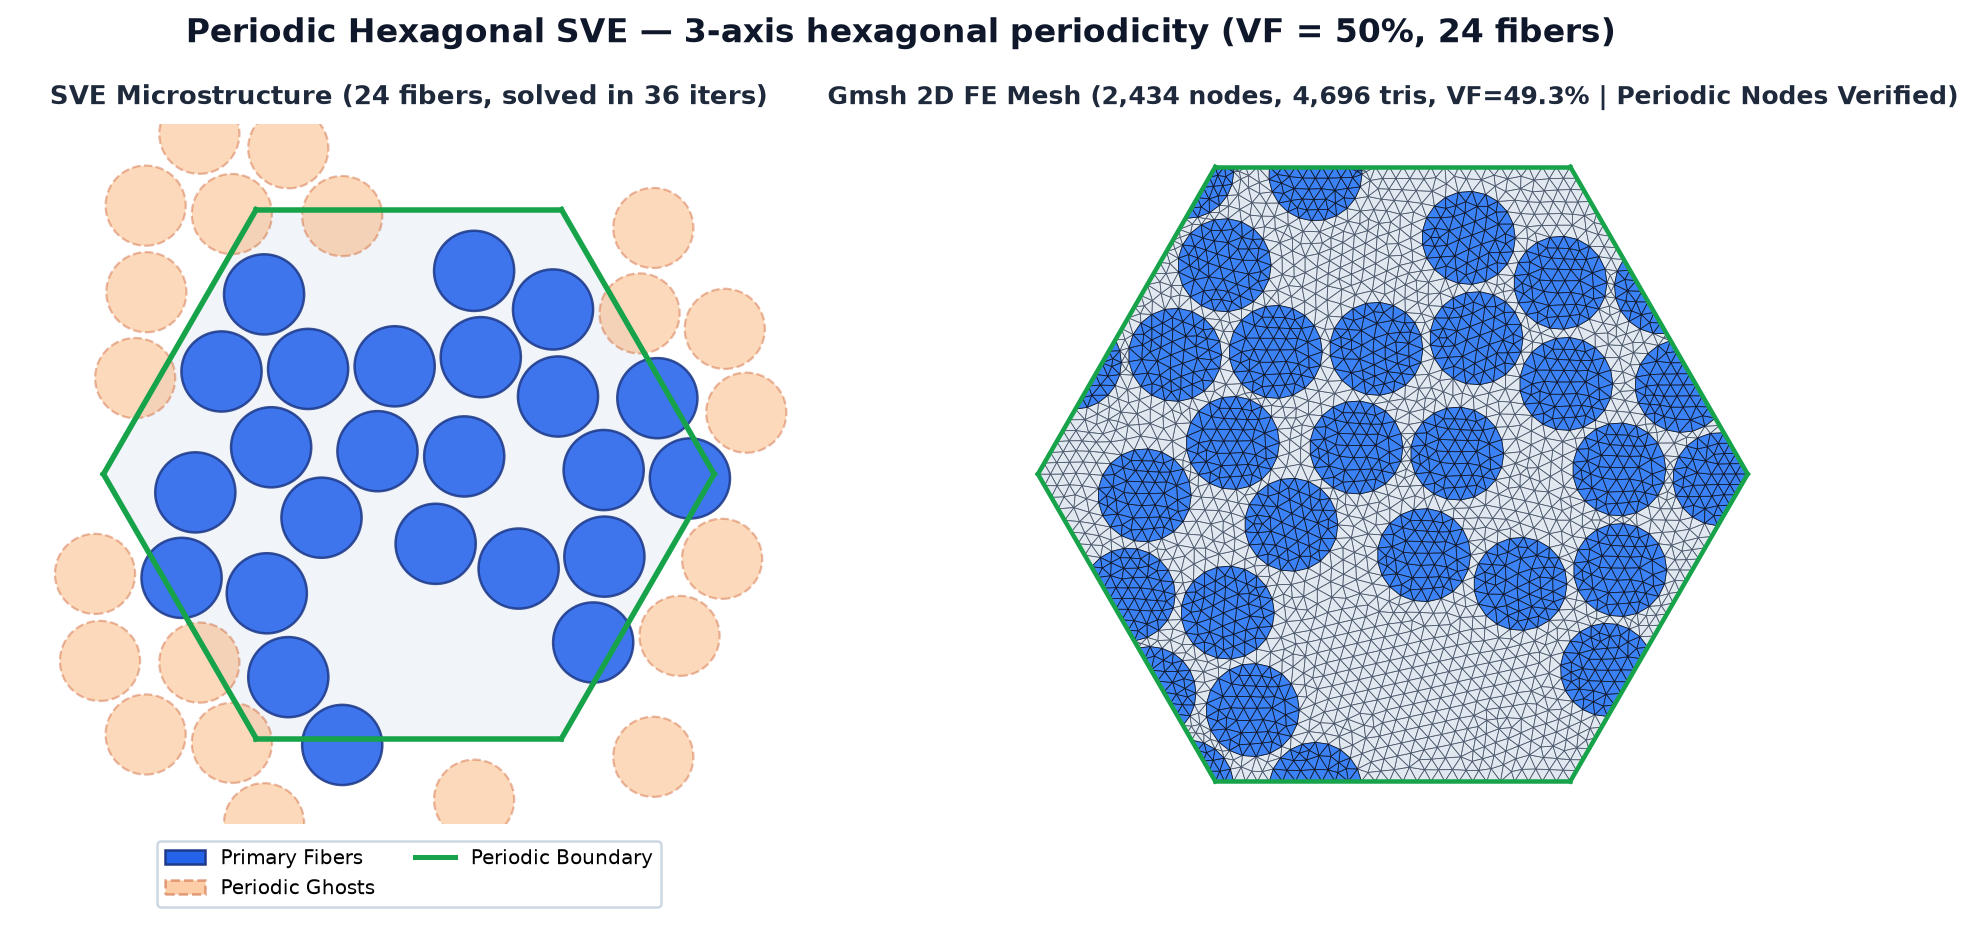 Periodic Hexagonal SVE — 3-axis hexagonal periodicity (VF = 50%, 24 fibers)
SVE Microstructure (24 fibers, solved in 36 iters)
Gmsh 2D FE Mesh (2,434 nodes, 4,696 tris, VF=49.3% | Periodic Nodes Verified)
Primary Fibers
Periodic Ghosts
Periodic Boundary